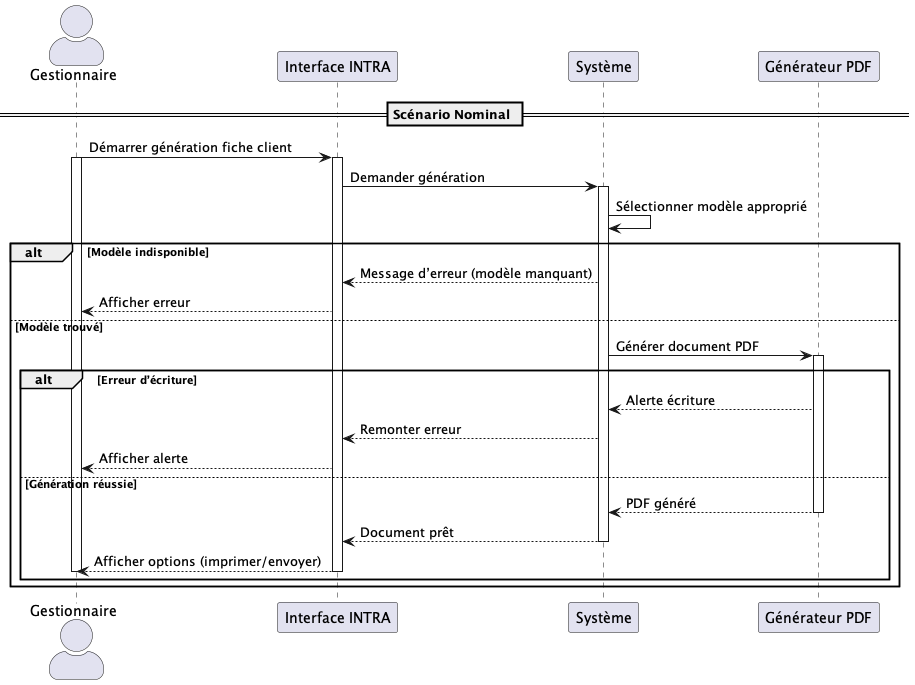 Gestionnaire
Interface INTRA
Système
Générateur PDF
Scénario Nominal
Démarrer génération fiche client
Demander génération
Sélectionner modèle approprié
alt
[Modèle indisponible]
Message d'erreur (modèle manquant)
Afficher erreur
[Modèle trouvé]
Générer document PDF
alt
[Erreur d'écriture]
Alerte écriture
Remonter erreur
Afficher alerte
[Génération réussie]
PDF généré
Document prêt
Afficher options (imprimer/envoyer)
Gestionnaire
Interface INTRA
Système
Générateur PDF